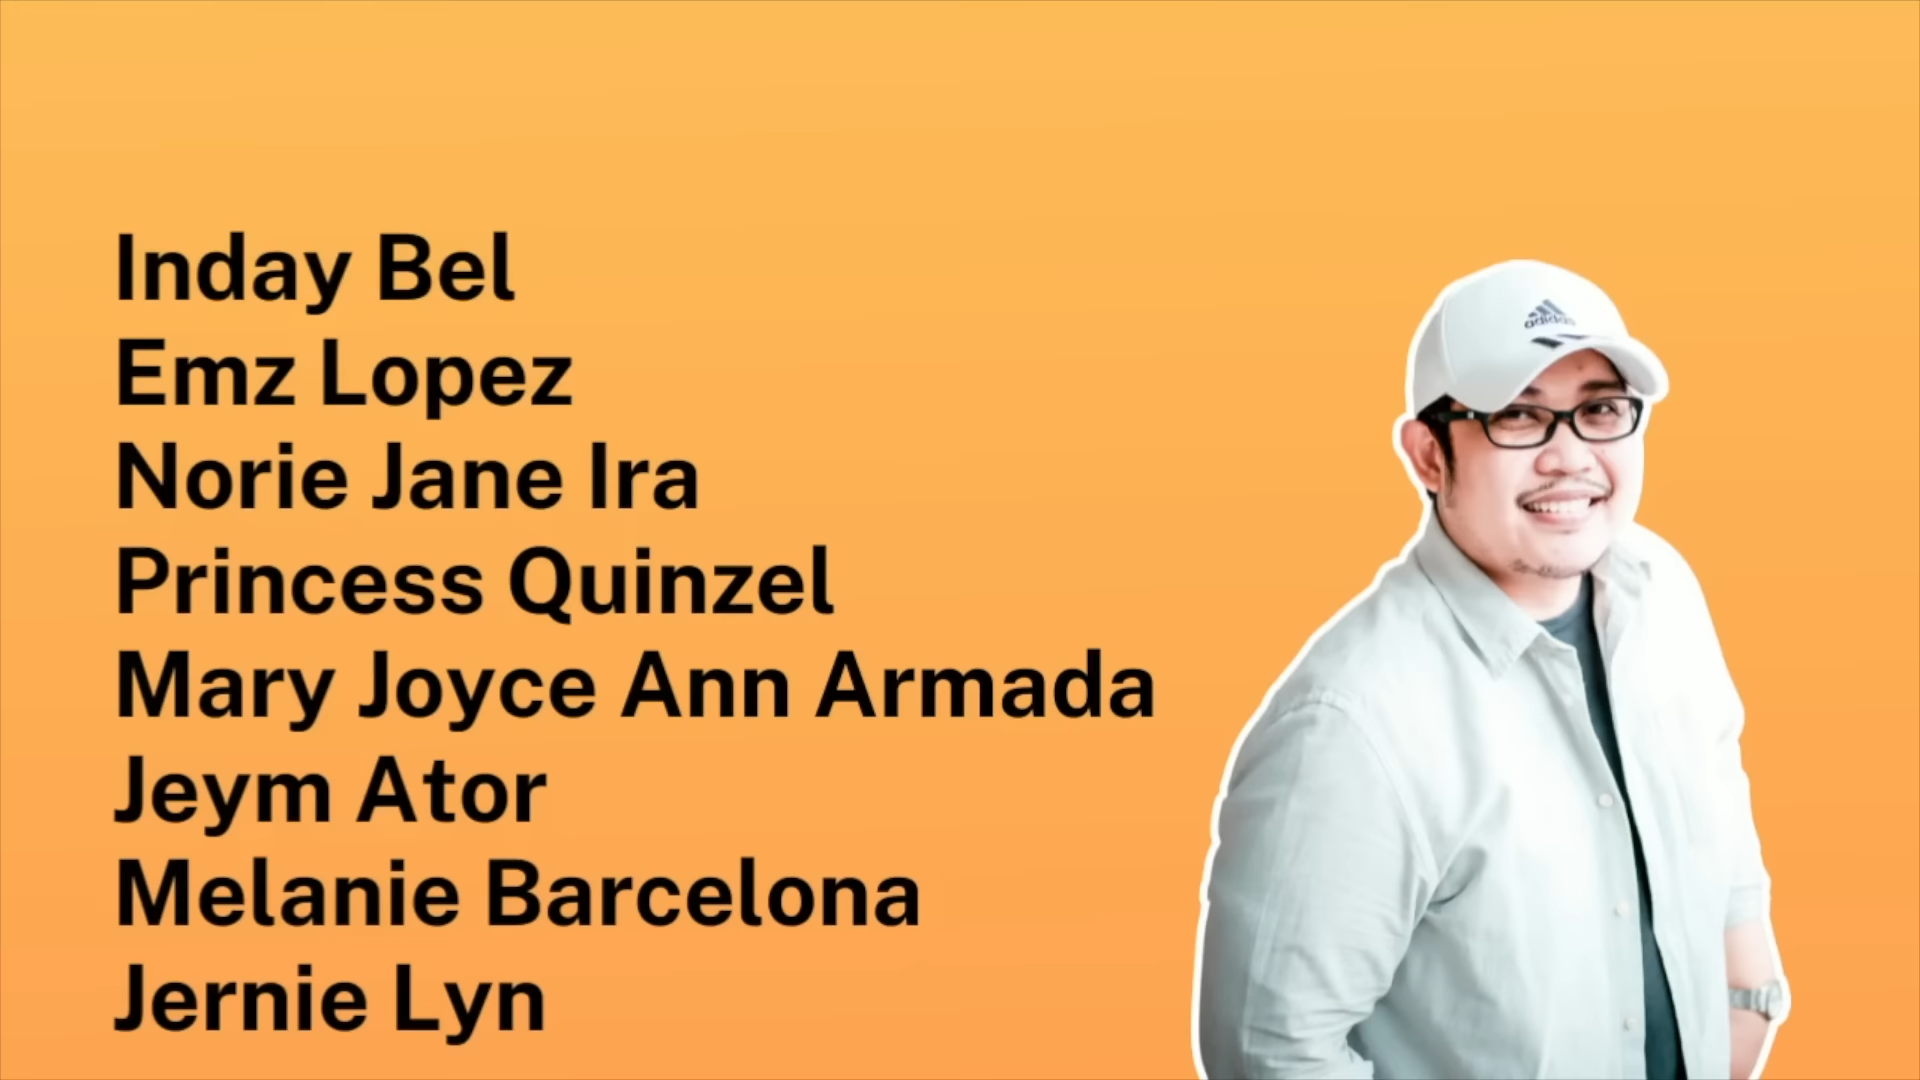 Inday Bel
Emz Lopez
Norie Jane Ira
Princess Quinzel
Mary Joyce Ann Armada
Jeym Ator
Melanie Barcelona
Jernie Lyn
adidas